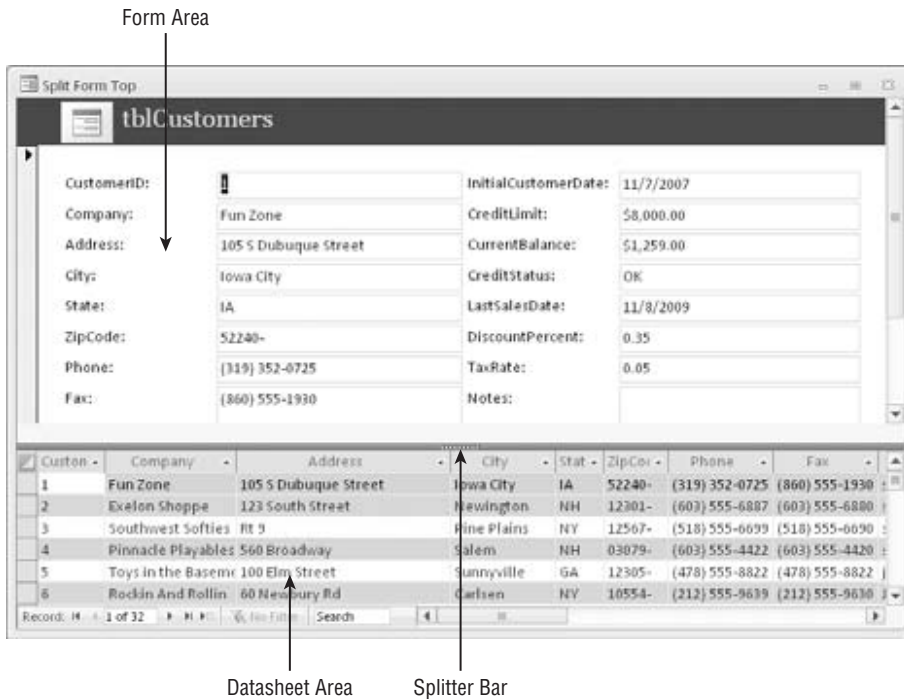 Form Area
Split Form Top
tblCustomers
CustomerID: 1 InitialCustomerDate: 11/7/2007
Company: Fun Zone CreditLimit: $8,000.00
Address: 105 S Dubuque Street CurrentBalance: $1,259.00
City: Iowa City CreditStatus: OK
State: IA LastSalesDate: 11/8/2009
ZipCode: 52240- DiscountPercent: 0.35
Phone: (319) 352-0725 TaxRate: 0.05
Fax: (860) 555-1930 Notes:
Custon Company Address City Stat ZipCo Phone Fax
1 Fun Zone 105 S Dubuque Street Iowa City IA 52240- (319) 352-0725 (860) 555-1930
2 Exelon Shoppe 123 South Street Newington NH 12301- (603) 555-6887 (603) 555-6880
3 Southwest Softies Rt 9 Pine Plains NY 12567- (518) 555-6699 (518) 555-6690
4 Pinnacle Playables 560 Broadway Salem NH 03079- (603) 555-4422 (603) 555-4420
5 Toys in the Baseme 100 Elm Street Sunnyville GA 12305- (478) 555-8822 (478) 555-8822
6 Rockin And Rollin 60 Newbury Rd Carlsen NY 10554- (212) 555-9639 (212) 555-9630
Record: 1 of 32 No Filter Search
Datasheet Area Splitter Bar